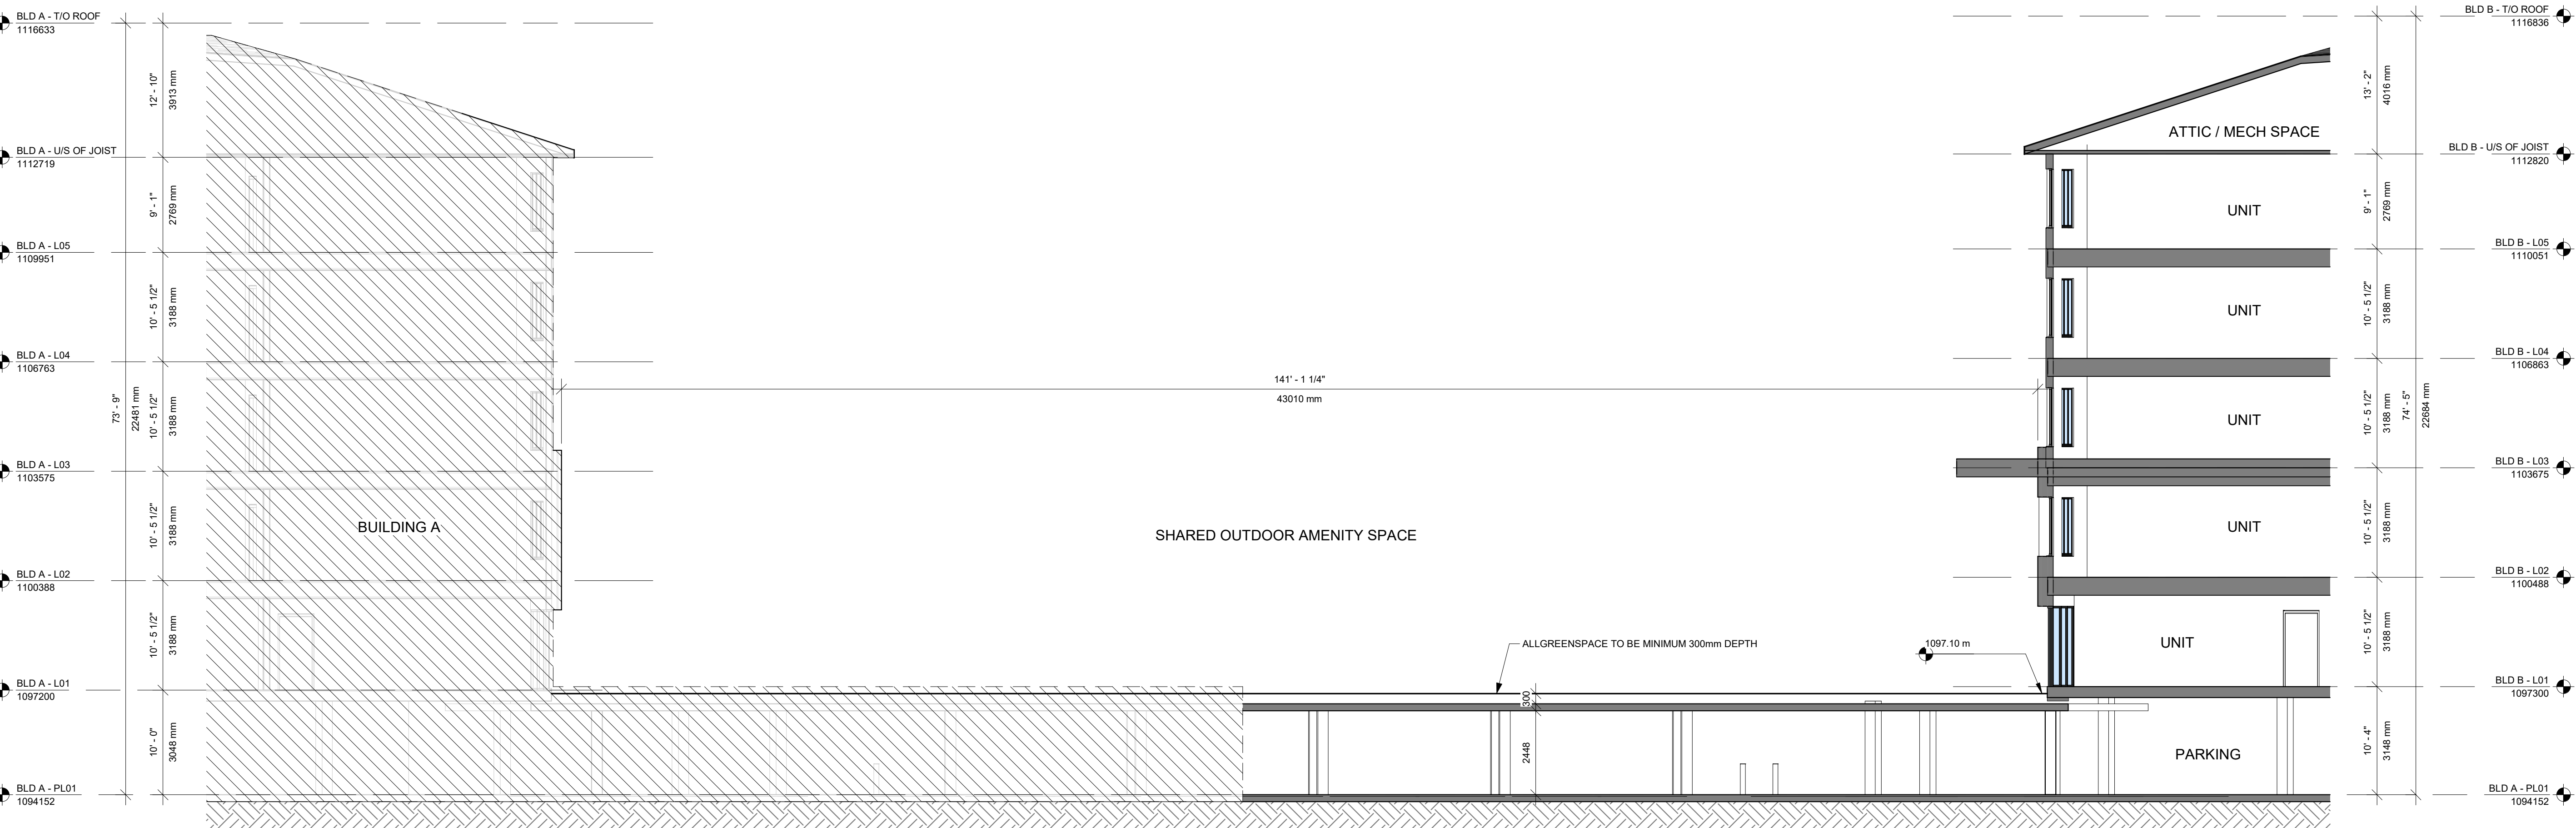 BLD A - T/O ROOF
1116633
12' - 10"
3913 mm
BLD A - U/S OF JOIST
1112719
9' - 1"
2769 mm
BLD A - L05
1109951
10' - 5 1/2"
3188 mm
BLD A - L04
1106763
73' - 9"
22481 mm
10' - 5 1/2"
3188 mm
BLD A - L03
1103575
10' - 5 1/2"
3188 mm
BLD A - L02
1100388
10' - 5 1/2"
3188 mm
BLD A - L01
1097200
10' - 0"
3048 mm
BLD A - PL01
1094152
BUILDING A
141' - 1 1/4"
43010 mm
SHARED OUTDOOR AMENITY SPACE
ALLGREENSPACE TO BE MINIMUM 300mm DEPTH
1097.10 m
300
2448
ATTIC / MECH SPACE
UNIT
UNIT
UNIT
UNIT
UNIT
PARKING
BLD B - T/O ROOF
1116836
13' - 2"
4016 mm
BLD B - U/S OF JOIST
1112820
9' - 1"
2769 mm
BLD B - L05
1110051
10' - 5 1/2"
3188 mm
BLD B - L04
1106863
10' - 5 1/2"
3188 mm
74' - 5"
22684 mm
BLD B - L03
1103675
10' - 5 1/2"
3188 mm
BLD B - L02
1100488
10' - 5 1/2"
3188 mm
BLD B - L01
1097300
10' - 4"
3148 mm
BLD A - PL01
1094152